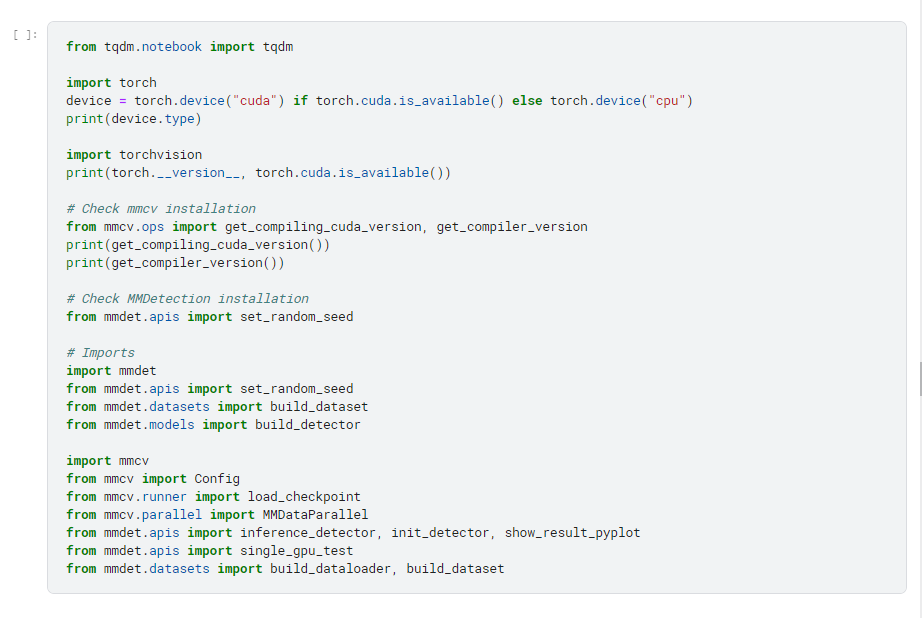 [ ]:
from tqdm.notebook import tqdm
import torch
device = torch.device("cuda") if torch.cuda.is_available() else torch.device("cpu")
print(device.type)
import torchvision
print(torch.__version__, torch.cuda.is_available())
# Check mmcv installation
from mmcv.ops import get_compiling_cuda_version, get_compiler_version
print(get_compiling_cuda_version())
print(get_compiler_version())
# Check MMDetection installation
from mmdet.apis import set_random_seed
# Imports
import mmdet
from mmdet.apis import set_random_seed
from mmdet.datasets import build_dataset
from mmdet.models import build_detector
import mmcv
from mmcv import Config
from mmcv.runner import load_checkpoint
from mmcv.parallel import MMDataParallel
from mmdet.apis import inference_detector, init_detector, show_result_pyplot
from mmdet.apis import single_gpu_test
from mmdet.datasets import build_dataloader, build_dataset